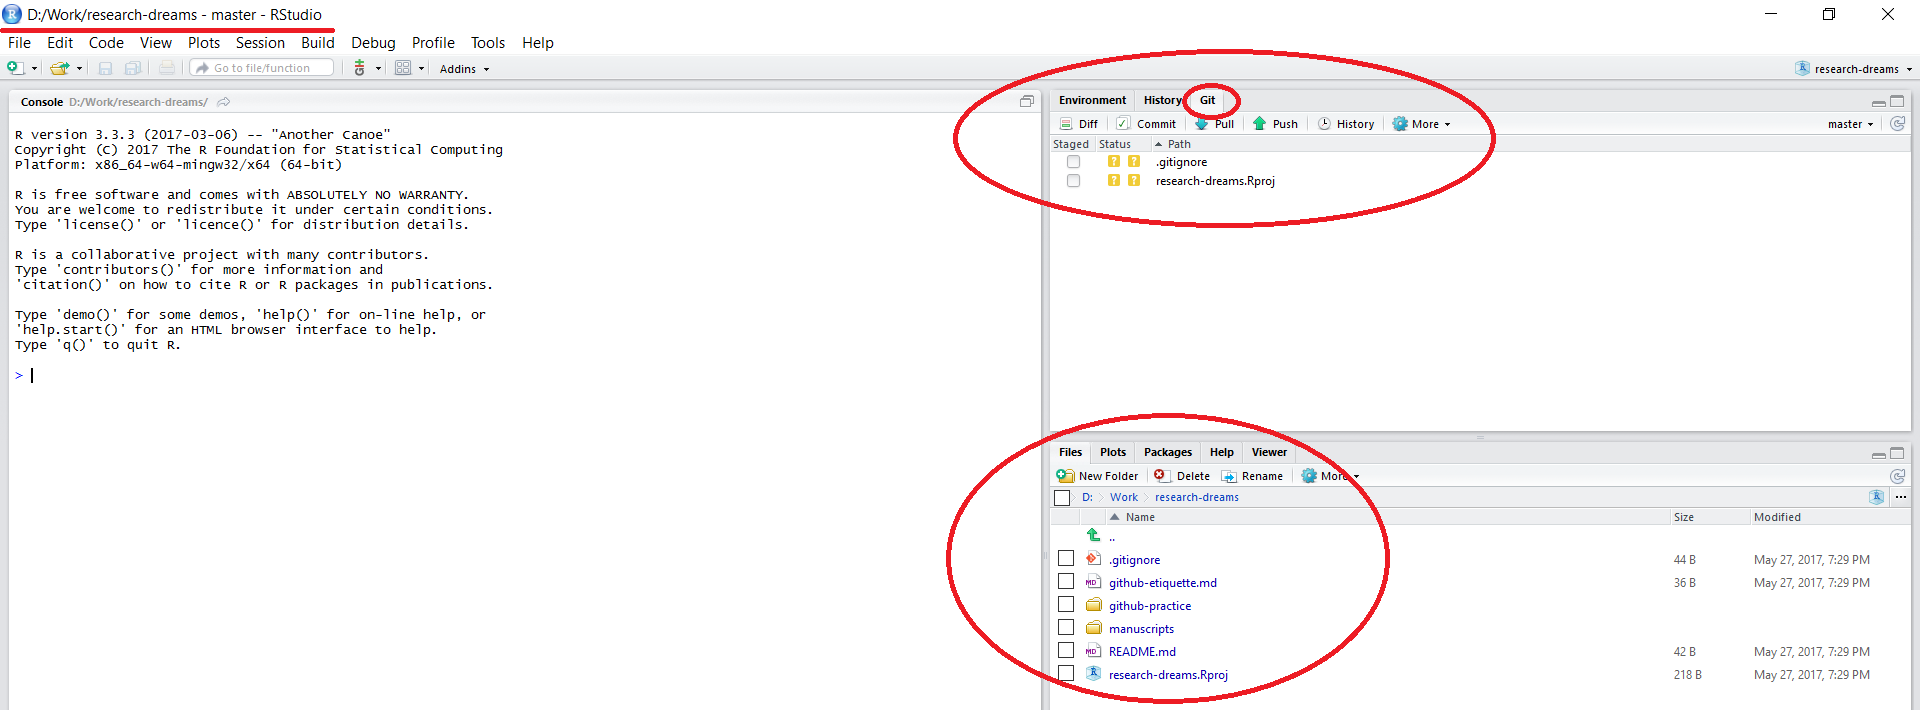 D:/Work/research-dreams - master - RStudio
File Edit Code View Plots Session Build Debug Profile Tools Help
Go to file/function Addins research-dreams
Console D:/Work/research-dreams/
R version 3.3.3 (2017-03-06) -- "Another Canoe"
Copyright (C) 2017 The R Foundation for Statistical Computing
Platform: x86_64-w64-mingw32/x64 (64-bit)
R is free software and comes with ABSOLUTELY NO WARRANTY.
You are welcome to redistribute it under certain conditions.
Type 'license()' or 'licence()' for distribution details.
R is a collaborative project with many contributors.
Type 'contributors()' for more information and
'citation()' on how to cite R or R packages in publications.
Type 'demo()' for some demos, 'help()' for on-line help, or
'help.start()' for an HTML browser interface to help.
Type 'q()' to quit R.
>
Environment History Git
Diff Commit Pull Push History More master
Staged Status Path
? ? .gitignore
? ? research-dreams.Rproj
Files Plots Packages Help Viewer
New Folder Delete Rename More
D: Work research-dreams ...
Name Size Modified
..
.gitignore 44 B May 27, 2017, 7:29 PM
github-etiquette.md 36 B May 27, 2017, 7:29 PM
github-practice
manuscripts
README.md 42 B May 27, 2017, 7:29 PM
research-dreams.Rproj 218 B May 27, 2017, 7:29 PM